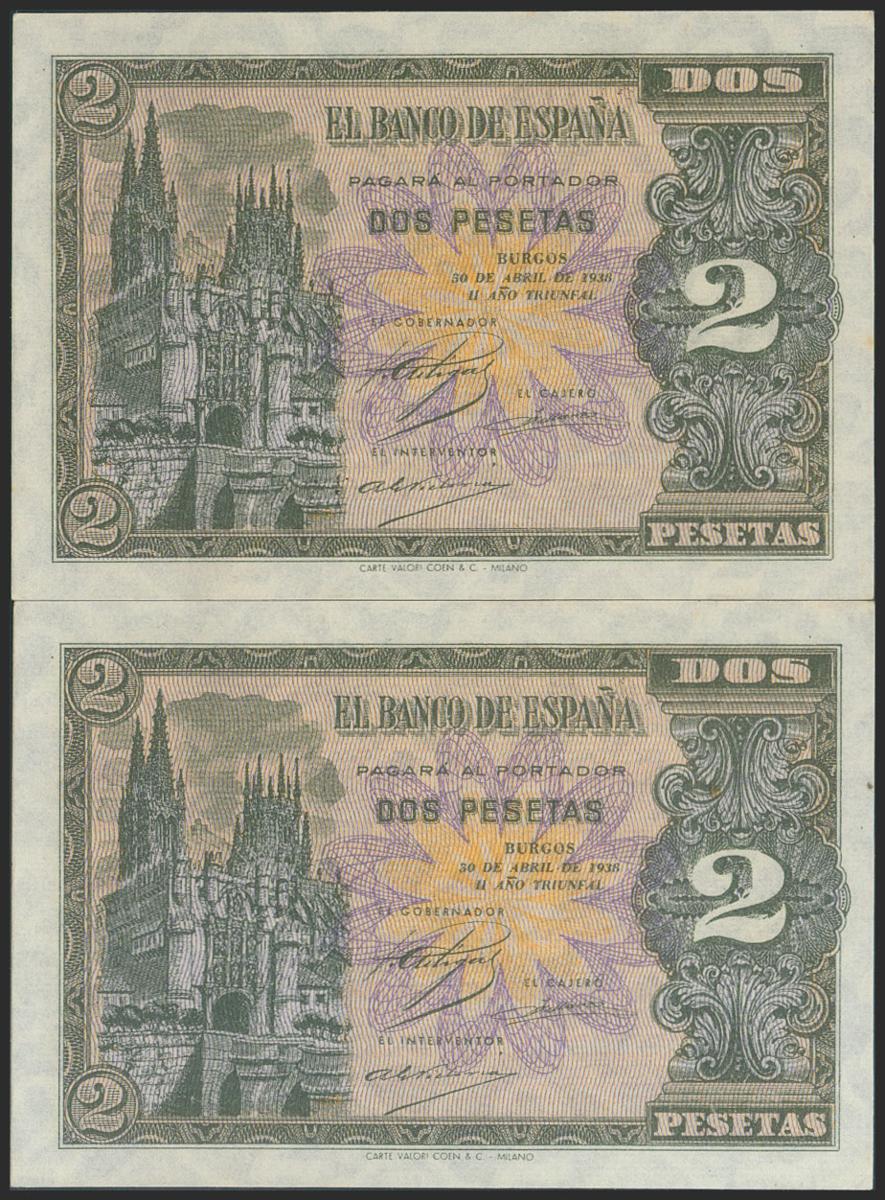 2
DOS
EL BANCO DE ESPAÑA
PAGARÁ AL PORTADOR
DOS PESETAS
BURGOS
30 DE ABRIL DE 1938
II AÑO TRIUNFAL
EL GOBERNADOR
2
EL CAJERO
EL INTERVENTOR
2
PESETAS
CARTE VALORI COEN & C. - MILANO
2
DOS
EL BANCO DE ESPAÑA
PAGARÁ AL PORTADOR
DOS PESETAS
BURGOS
30 DE ABRIL DE 1938
II AÑO TRIUNFAL
EL GOBERNADOR
2
EL CAJERO
EL INTERVENTOR
2
PESETAS
CARTE VALORI COEN & C. - MILANO